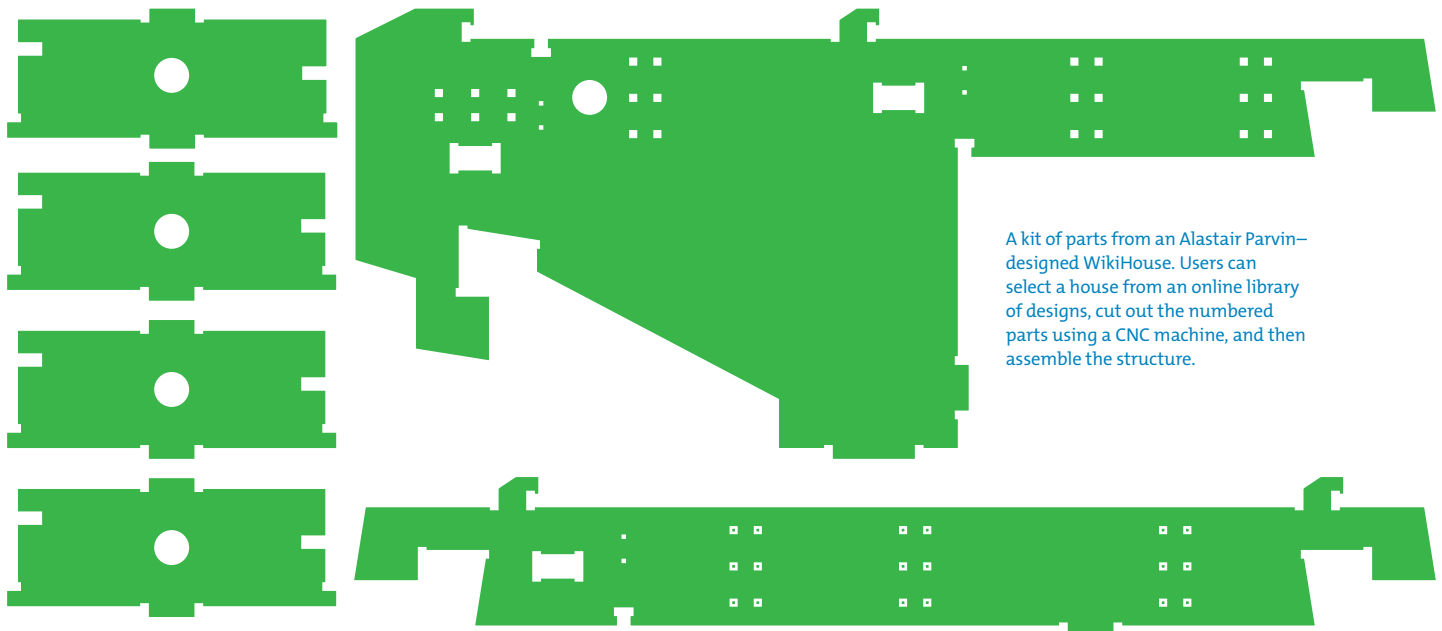 A kit of parts from an Alastair Parvin–
designed WikiHouse. Users can
select a house from an online library
of designs, cut out the numbered
parts using a CNC machine, and then
assemble the structure.